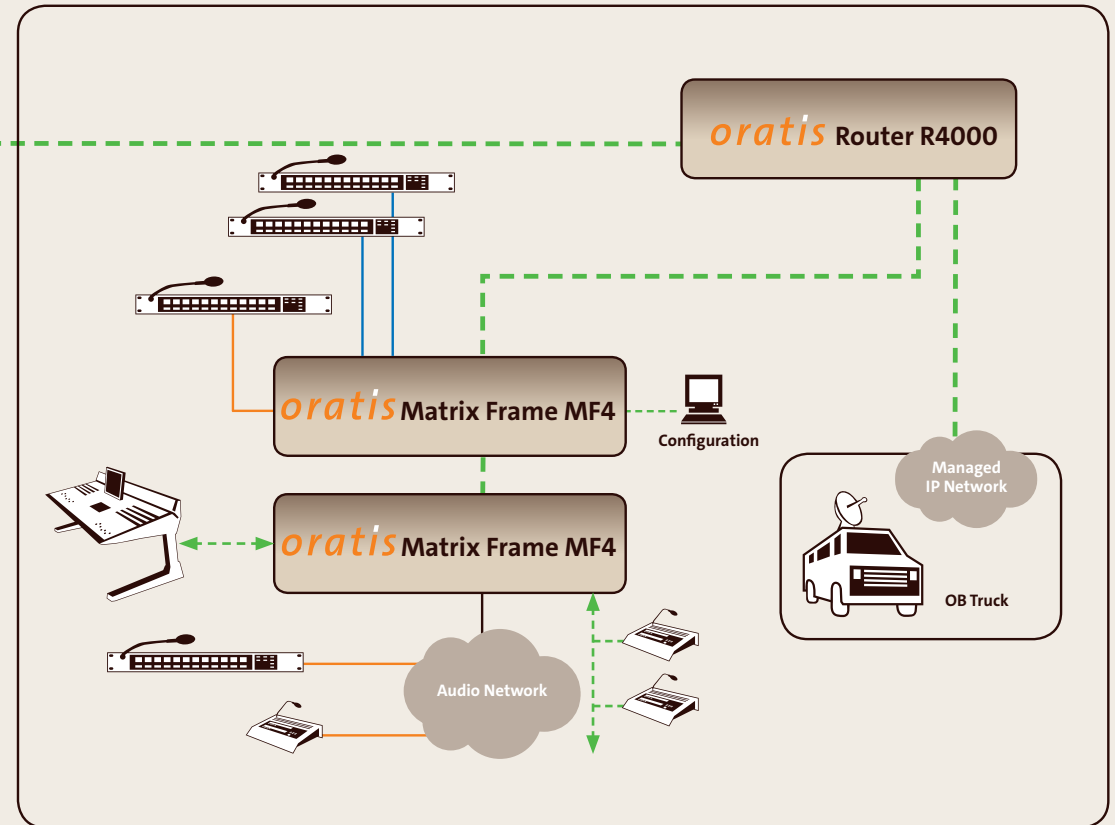 oratis Router R4000
oratis Matrix Frame MF4
Configuration
Managed
IP Network
oratis Matrix Frame MF4
OB Truck
Audio Network